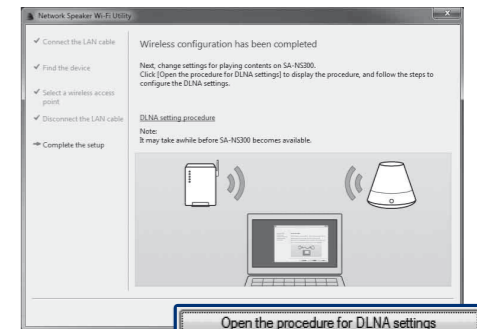 Network Speaker Wi-Fi Utility
✓ Connect the LAN cable
✓ Find the device
✓ Select a wireless access
point
✓ Disconnect the LAN cable
➔ Complete the setup
Wireless configuration has been completed
Next, change settings for playing contents on SA-NS300.
Click [Open the procedure for DLNA settings] to display the procedure, and follow the steps to
configure the DLNA settings.
DLNA setting procedure
Note:
It may take awhile before SA-NS300 becomes available.
Open the procedure for DLNA settings